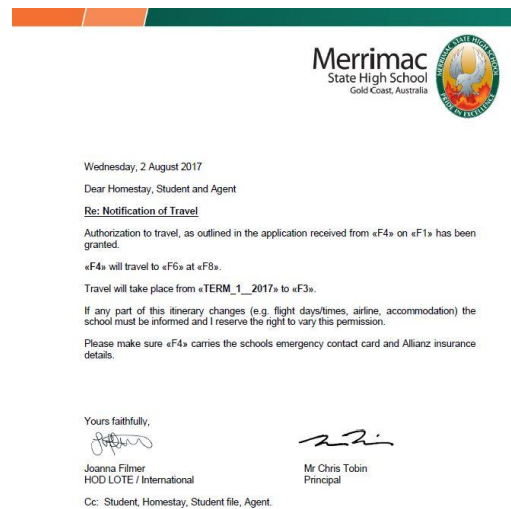 Merrimac
State High School
Gold Coast, Australia
MERRIMAC STATE HIGH SCHOOL
PRIDE IN EXCELLENCE
Wednesday, 2 August 2017
Dear Homestay, Student and Agent
Re: Notification of Travel
Authorization to travel, as outlined in the application received from «F4» on «F1» has been
granted.
«F4» will travel to «F6» at «F8».
Travel will take place from «TERM_1__2017» to «F3».
If any part of this itinerary changes (e.g. flight days/times, airline, accommodation) the
school must be informed and I reserve the right to vary this permission.
Please make sure «F4» carries the schools emergency contact card and Allianz insurance
details.
Yours faithfully,
Joanna Filmer
HOD LOTE / International
Mr Chris Tobin
Principal
Cc: Student, Homestay, Student file, Agent.